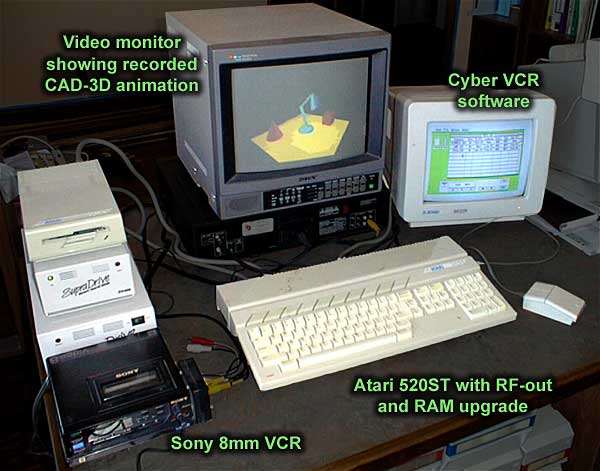 Video monitor
showing recorded
CAD-3D animation
Cyber VCR
software
SONY
SupraDrive
SONY
Atari 520ST with RF-out
and RAM upgrade
Sony 8mm VCR